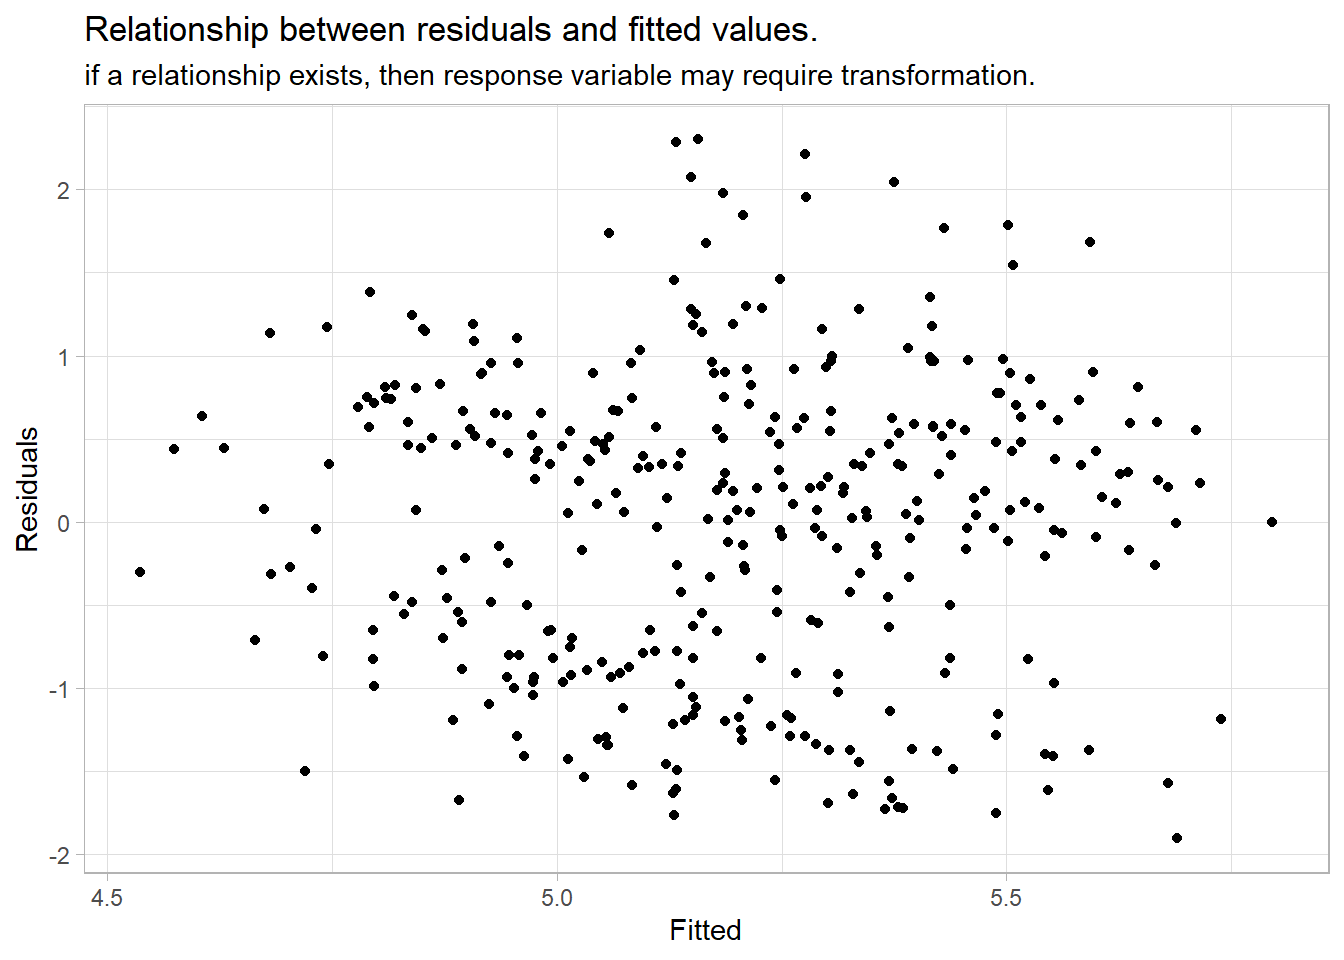 Relationship between residuals and fitted values.
if a relationship exists, then response variable may require transformation.
2
1
0
-1
-2
Residuals
4.5 5.0 5.5
Fitted